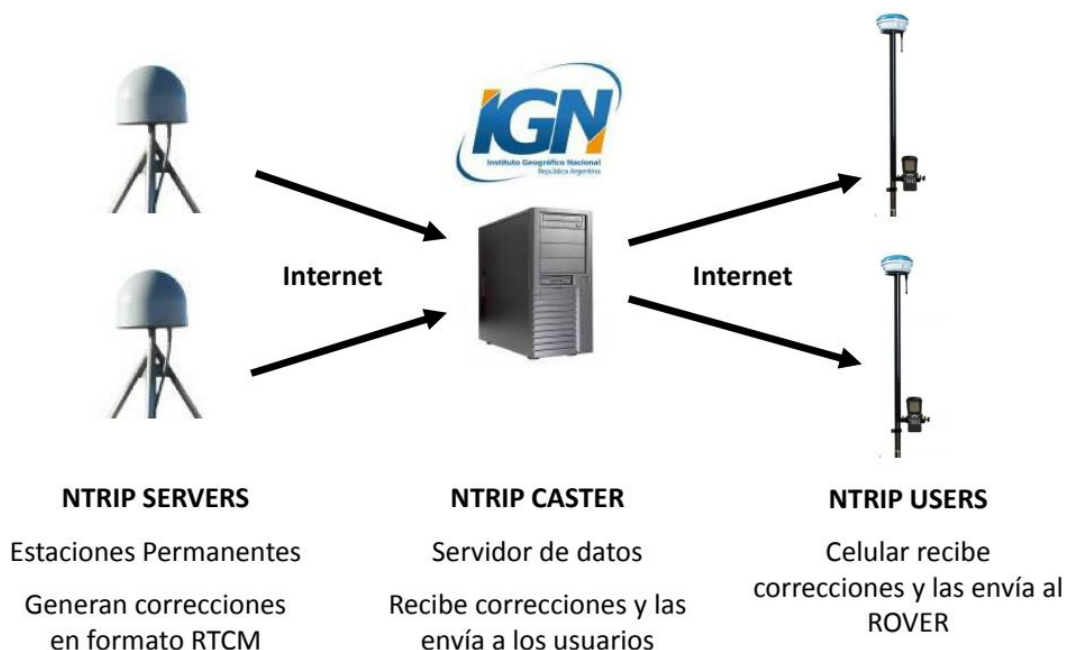 IGN
Instituto Geográfico Nacional
República Argentina
Internet
Internet
NTRIP SERVERS
Estaciones Permanentes
Generan correcciones
en formato RTCM
NTRIP CASTER
Servidor de datos
Recibe correcciones y las
envía a los usuarios
NTRIP USERS
Celular recibe
correcciones y las envía al
ROVER